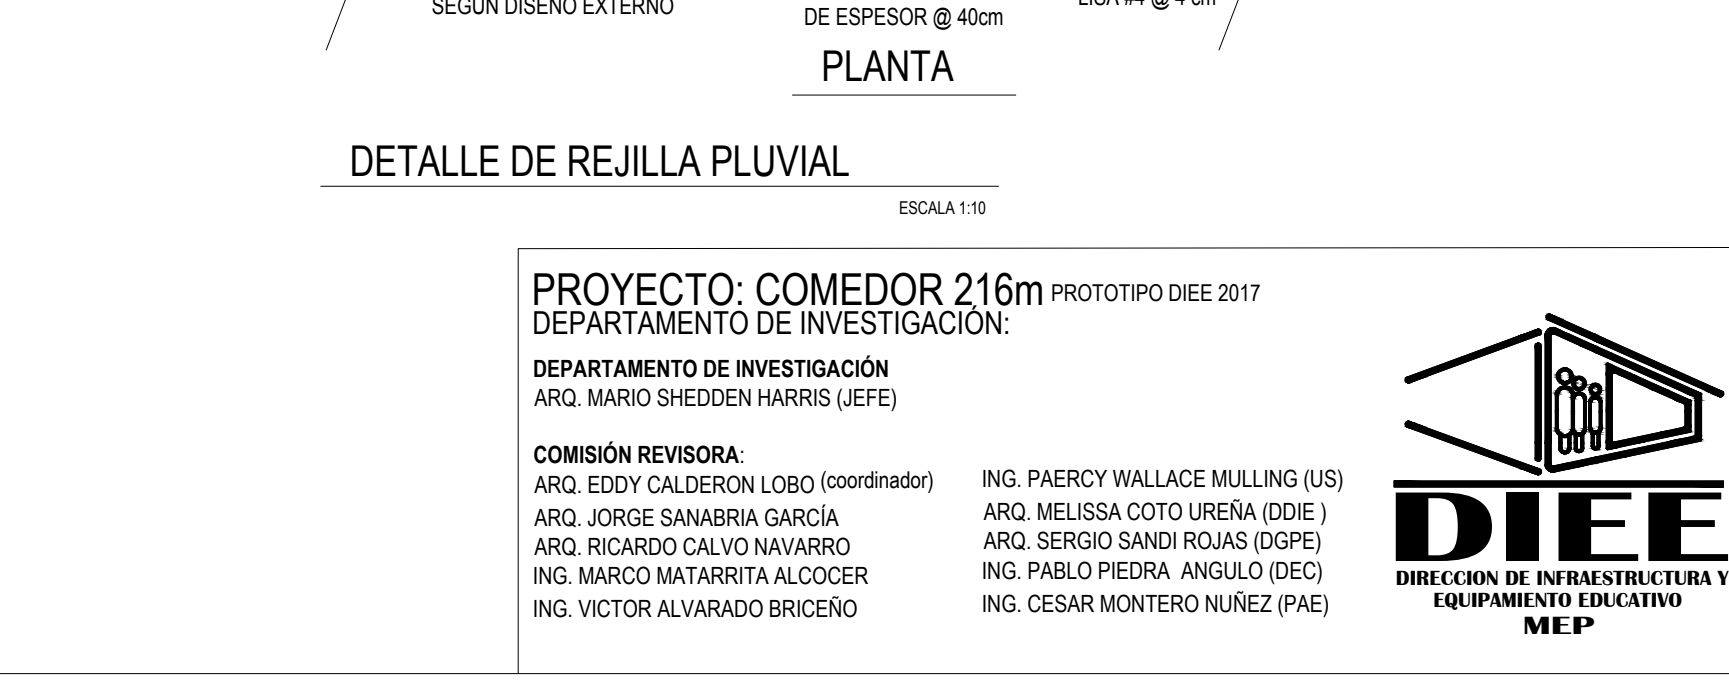 SEGUN DISEÑO EXTERNO
DE ESPESOR @ 40cm
LISA #4 @ 4 cm
PLANTA
DETALLE DE REJILLA PLUVIAL
ESCALA 1:10
PROYECTO: COMEDOR 216m PROTOTIPO DIEE 2017
DEPARTAMENTO DE INVESTIGACIÓN:
DEPARTAMENTO DE INVESTIGACIÓN
ARQ. MARIO SHEDDEN HARRIS (JEFE)
COMISIÓN REVISORA:
ARQ. EDDY CALDERON LOBO (coordinador)
ARQ. JORGE SANABRIA GARCÍA
ARQ. RICARDO CALVO NAVARRO
ING. MARCO MATARRITA ALCOCER
ING. VICTOR ALVARADO BRICEÑO
ING. PAERCY WALLACE MULLING (US)
ARQ. MELISSA COTO UREÑA (DDIE )
ARQ. SERGIO SANDI ROJAS (DGPE)
ING. PABLO PIEDRA  ANGULO (DEC)
ING. CESAR MONTERO NUÑEZ (PAE)
DIEE
DIRECCION DE INFRAESTRUCTURA Y
EQUIPAMIENTO EDUCATIVO
MEP